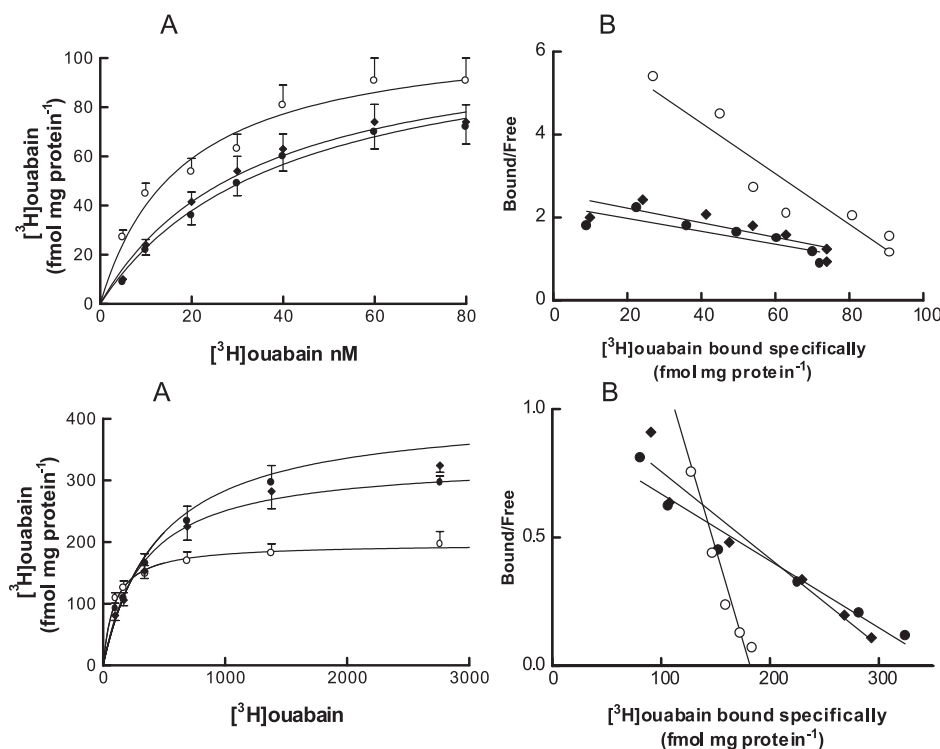 A
B
[³H]ouabain
(fmol mg protein⁻¹)
100
80
60
40
20
0
0
20
40
60
80
[³H]ouabain nM
Bound/Free
6
4
2
0
0
20
40
60
80
100
[³H]ouabain bound specifically
(fmol mg protein⁻¹)
A
B
[³H]ouabain
(fmol mg protein⁻¹)
400
300
200
100
0
0
1000
2000
3000
[³H]ouabain
Bound/Free
1.0
0.5
0.0
0
100
200
300
[³H]ouabain bound specifically
(fmol mg protein⁻¹)